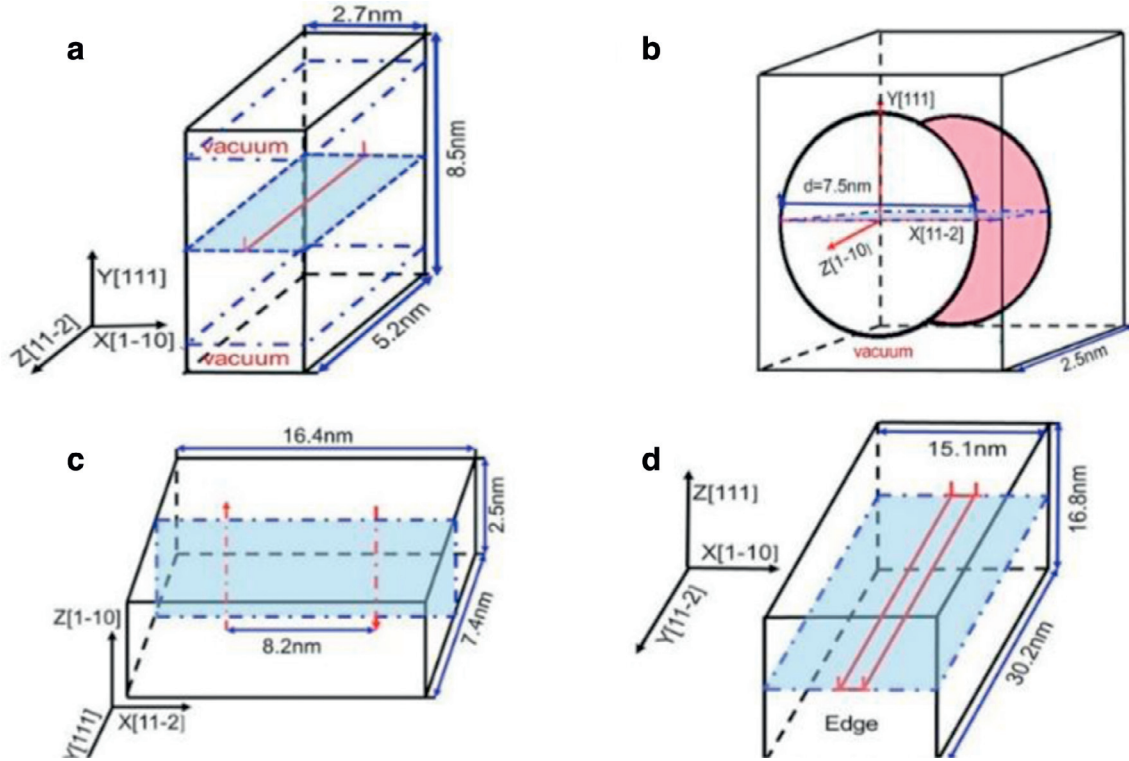 a
2.7nm
vacuum
8.5nm
Y[111]
X[1-10]
Z[11-2]
5.2nm
vacuum
b
Y[111]
d=7.5nm
X[11-2]
Z[1-10]
vacuum
2.5nm
c
16.4nm
2.5nm
Z[1-10]
8.2nm
7.4nm
X[11-2]
Y[111]
d
15.1nm
Z[111]
16.8nm
X[1-10]
Y[11-2]
30.2nm
Edge